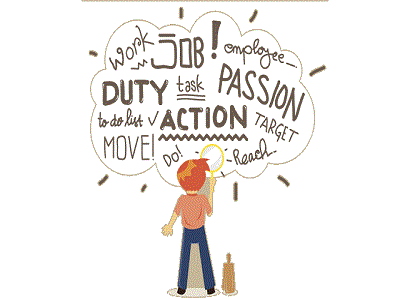 work JOB! employee
DUTY task PASSION
to do list ✓ ACTION TARGET
MOVE! DO! Reach